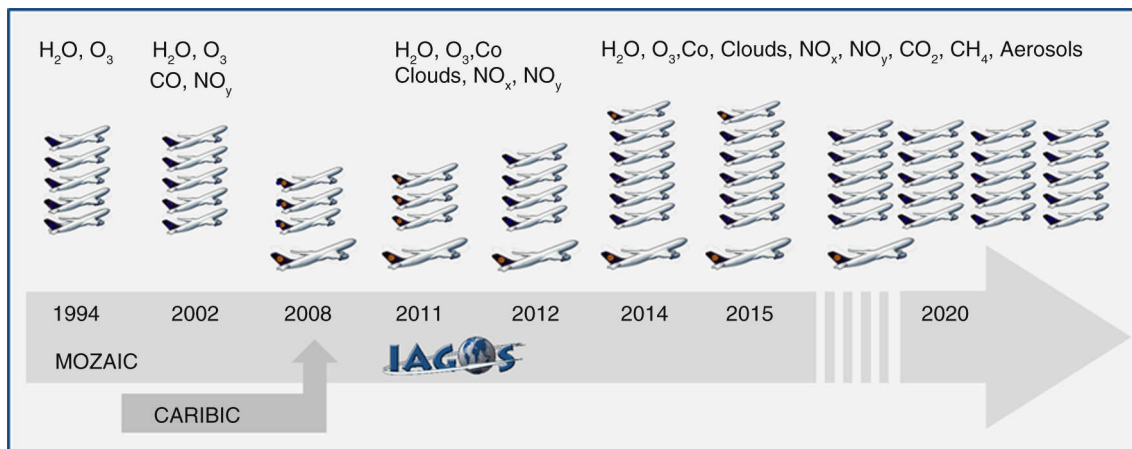 H₂O, O₃
H₂O, O₃
CO, NOy
H₂O, O₃,Co
Clouds, NOₓ, NOy
H₂O, O₃,Co, Clouds, NOₓ, NOy, CO₂, CH₄, Aerosols
1994 2002 2008 2011 2012 2014 2015 2020
MOZAIC
IAGOS
CARIBIC